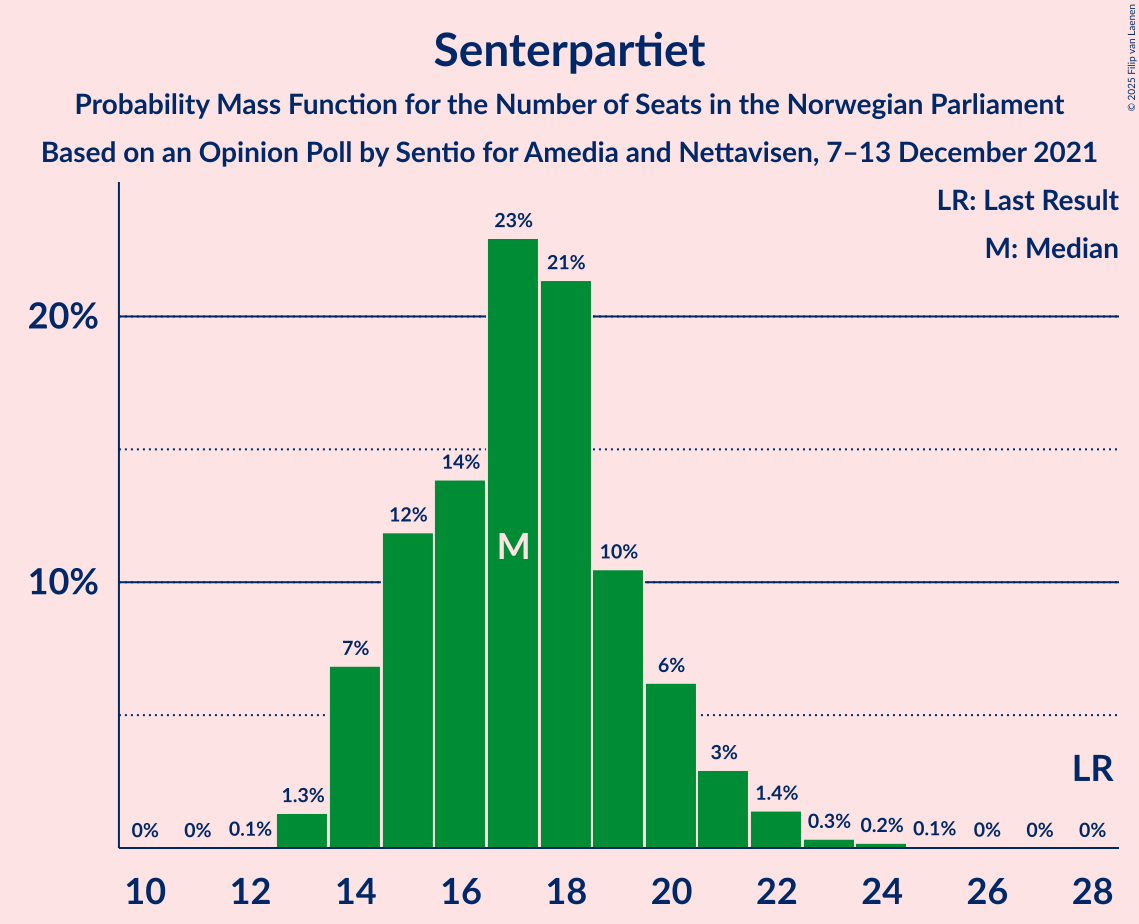 Senterpartiet
Probability Mass Function for the Number of Seats in the Norwegian Parliament
Based on an Opinion Poll by Sentio for Amedia and Nettavisen, 7–13 December 2021
© 2025 Filip van Laenen
LR: Last Result
M: Median
20%
10%
0%
0%
0.1%
1.3%
7%
12%
14%
23%
21%
10%
6%
3%
1.4%
0.3%
0.2%
0.1%
0%
0%
0%
M
LR
10 12 14 16 18 20 22 24 26 28